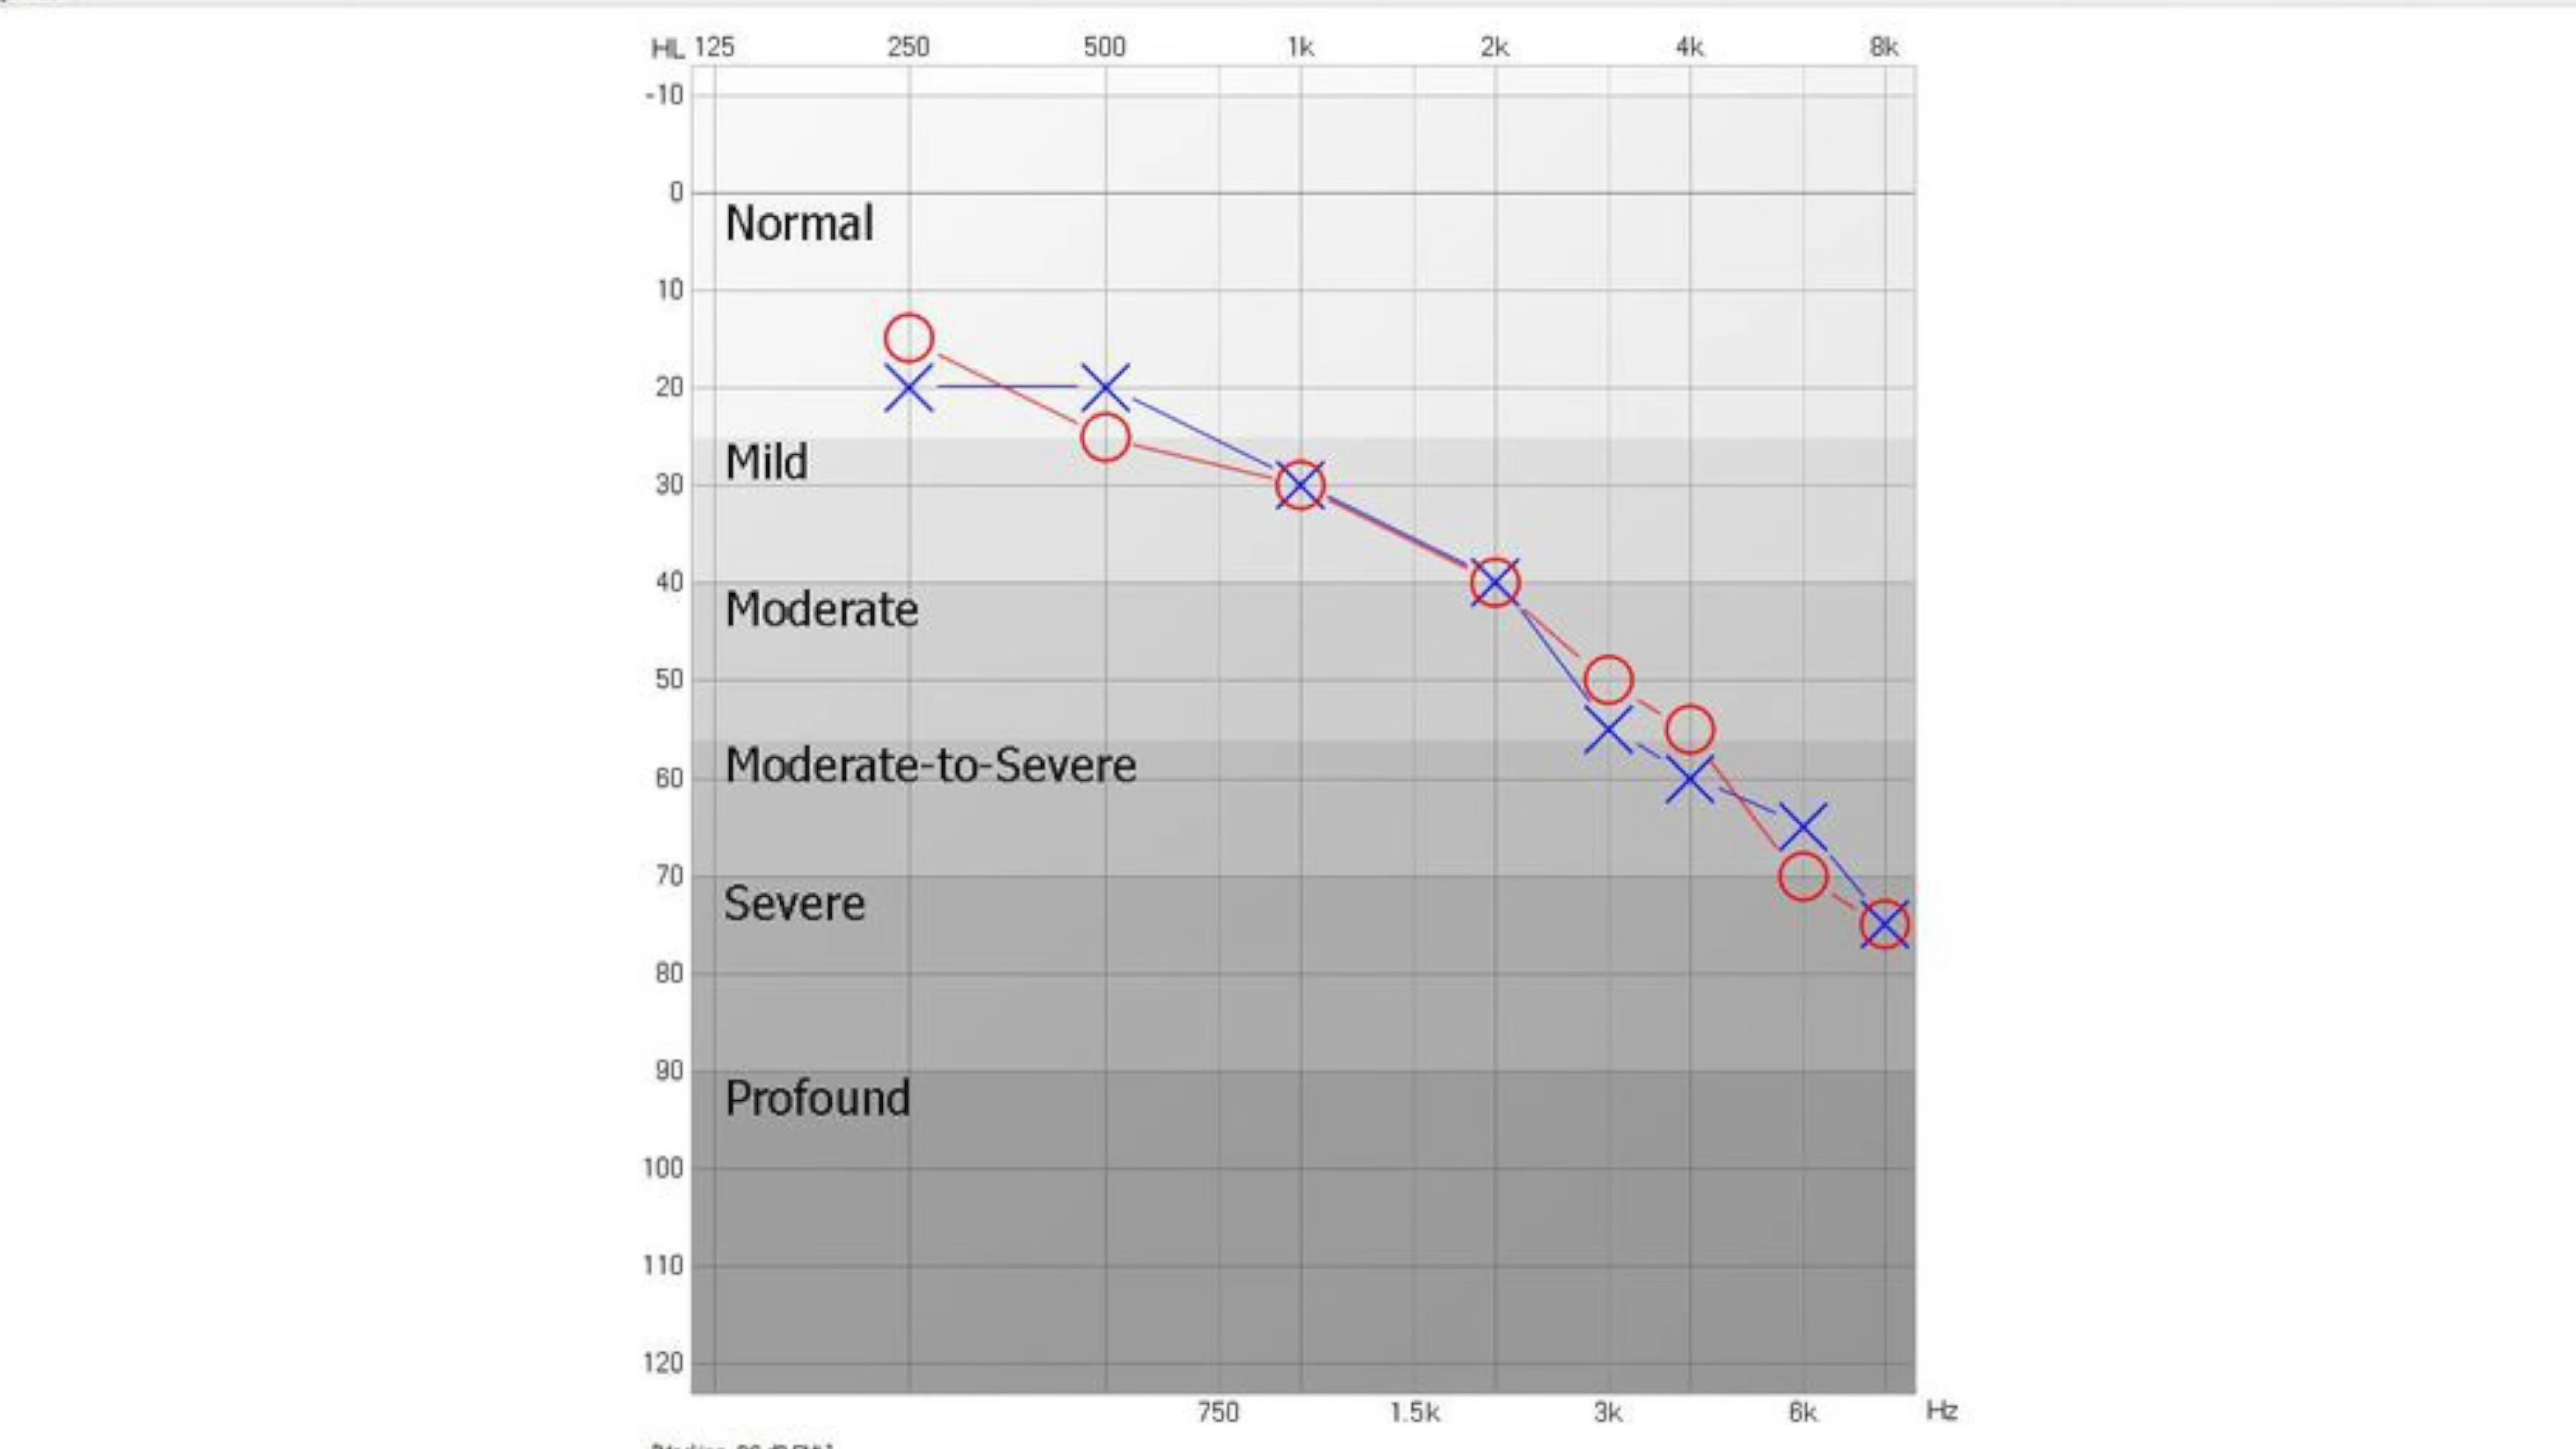 HL 125 250 500 1k 2k 4k 8k
-10
0
Normal
10
20
Mild
30
40
Moderate
50
Moderate-to-Severe
60
70
Severe
80
90
Profound
100
110
120
750 1.5k 3k 6k Hz